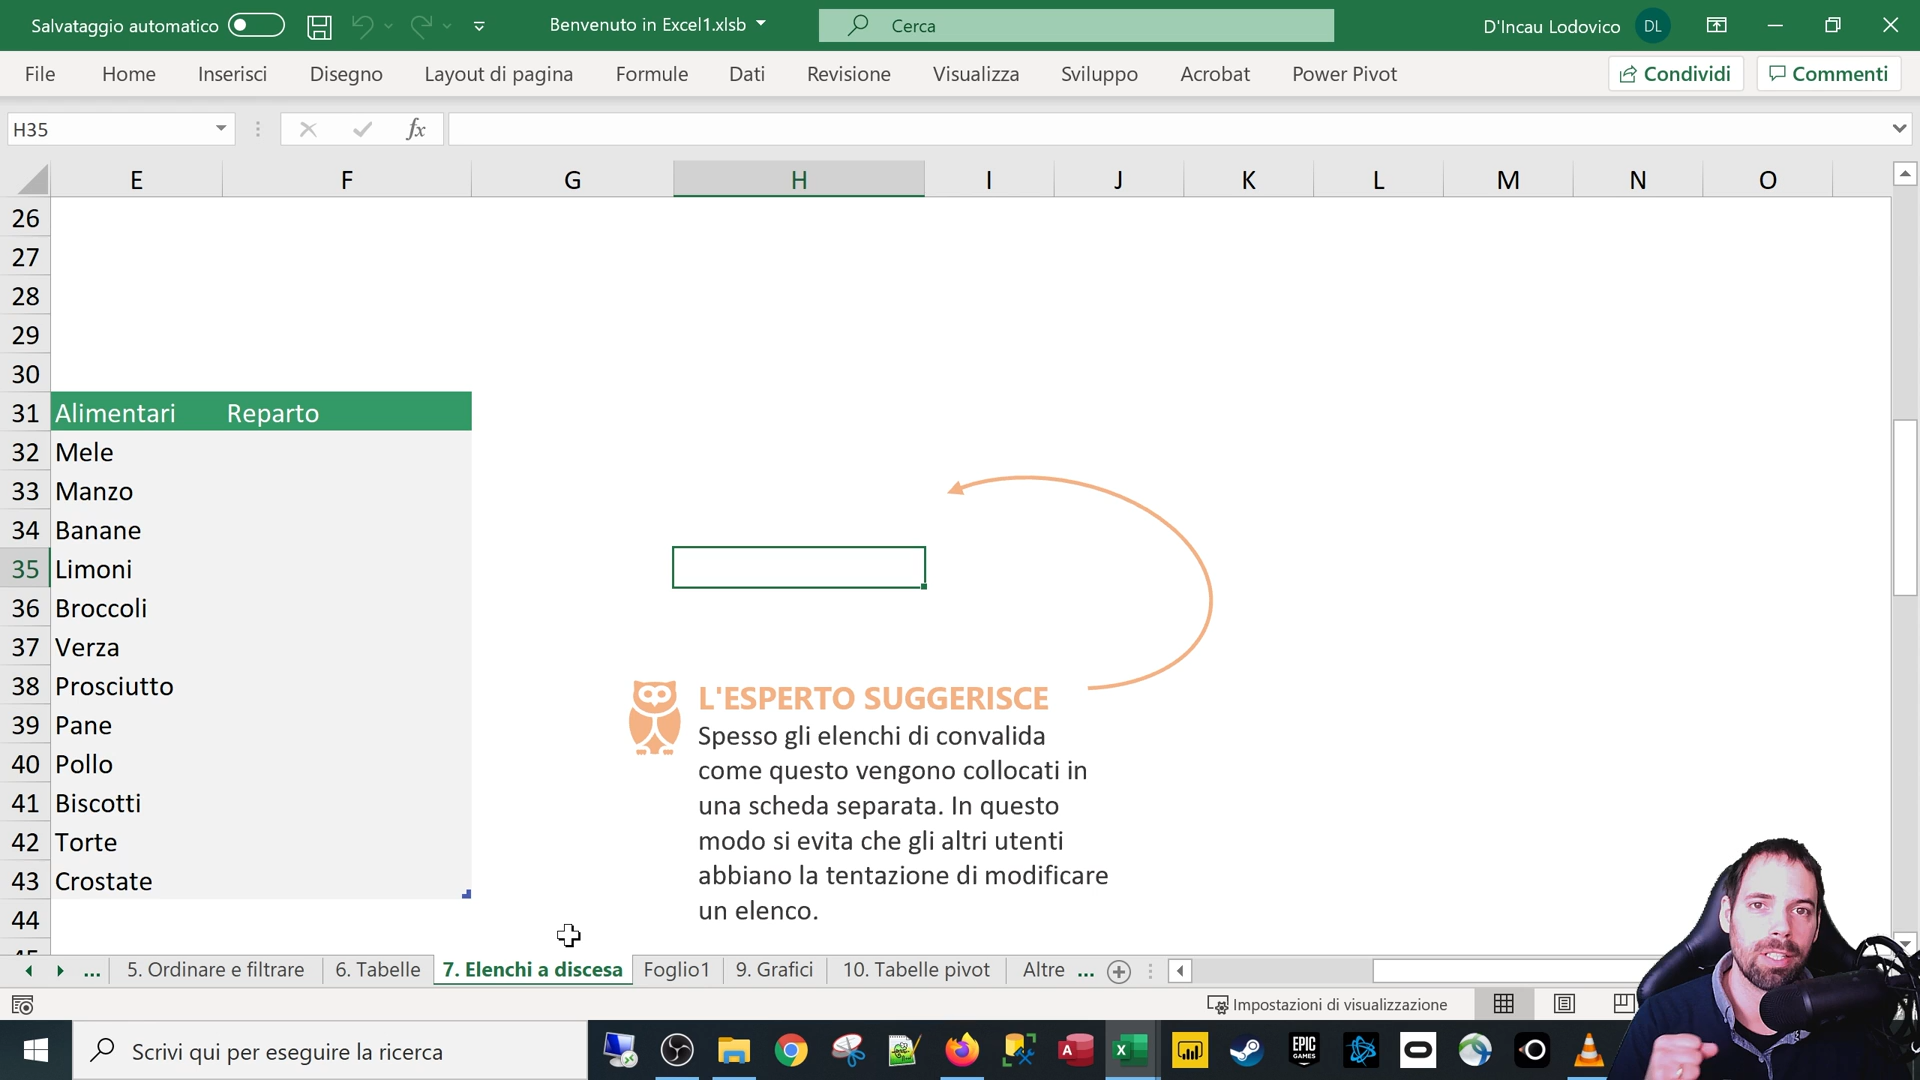 Salvataggio automatico
Benvenuto in Excel1.xlsb
Cerca
D'Incau Lodovico
DL
File Home Inserisci Disegno Layout di pagina Formule Dati Revisione Visualizza Sviluppo Acrobat Power Pivot
Condividi
Commenti
H35
fx
E F G H I J K L M N O
26
27
28
29
30
31 Alimentari Reparto
32 Mele
33 Manzo
34 Banane
35 Limoni
36 Broccoli
37 Verza
38 Prosciutto
39 Pane
40 Pollo
41 Biscotti
42 Torte
43 Crostate
44
L'ESPERTO SUGGERISCE
Spesso gli elenchi di convalida
come questo vengono collocati in
una scheda separata. In questo
modo si evita che gli altri utenti
abbiano la tentazione di modificare
un elenco.
... 5. Ordinare e filtrare 6. Tabelle 7. Elenchi a discesa Foglio1 9. Grafici 10. Tabelle pivot Altre ...
Impostazioni di visualizzazione
Scrivi qui per eseguire la ricerca
EPIC
GAMES